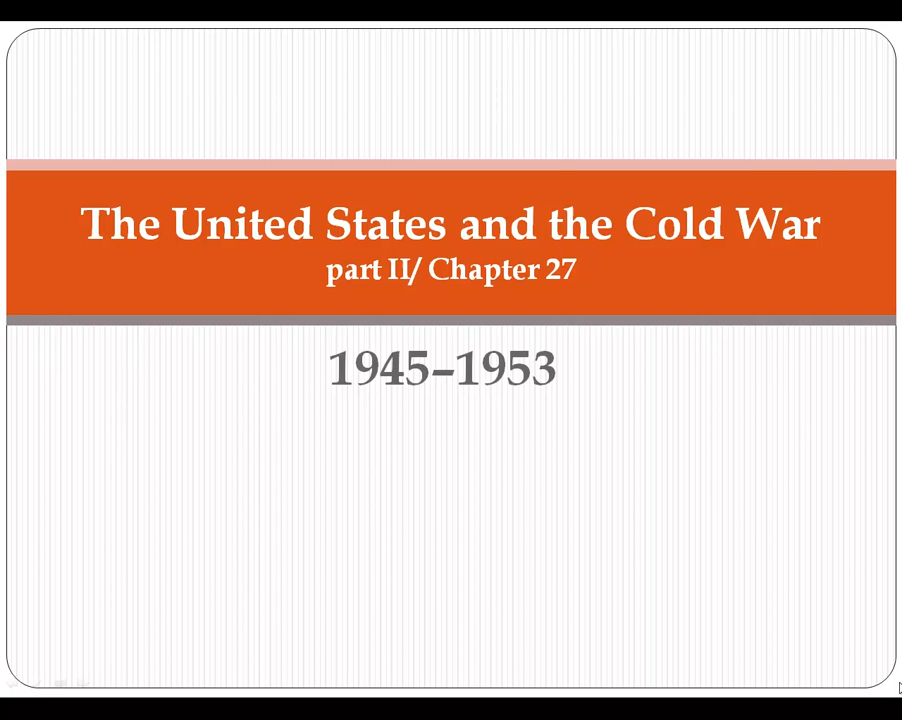 The United States and the Cold War
part II/ Chapter 27
1945–1953